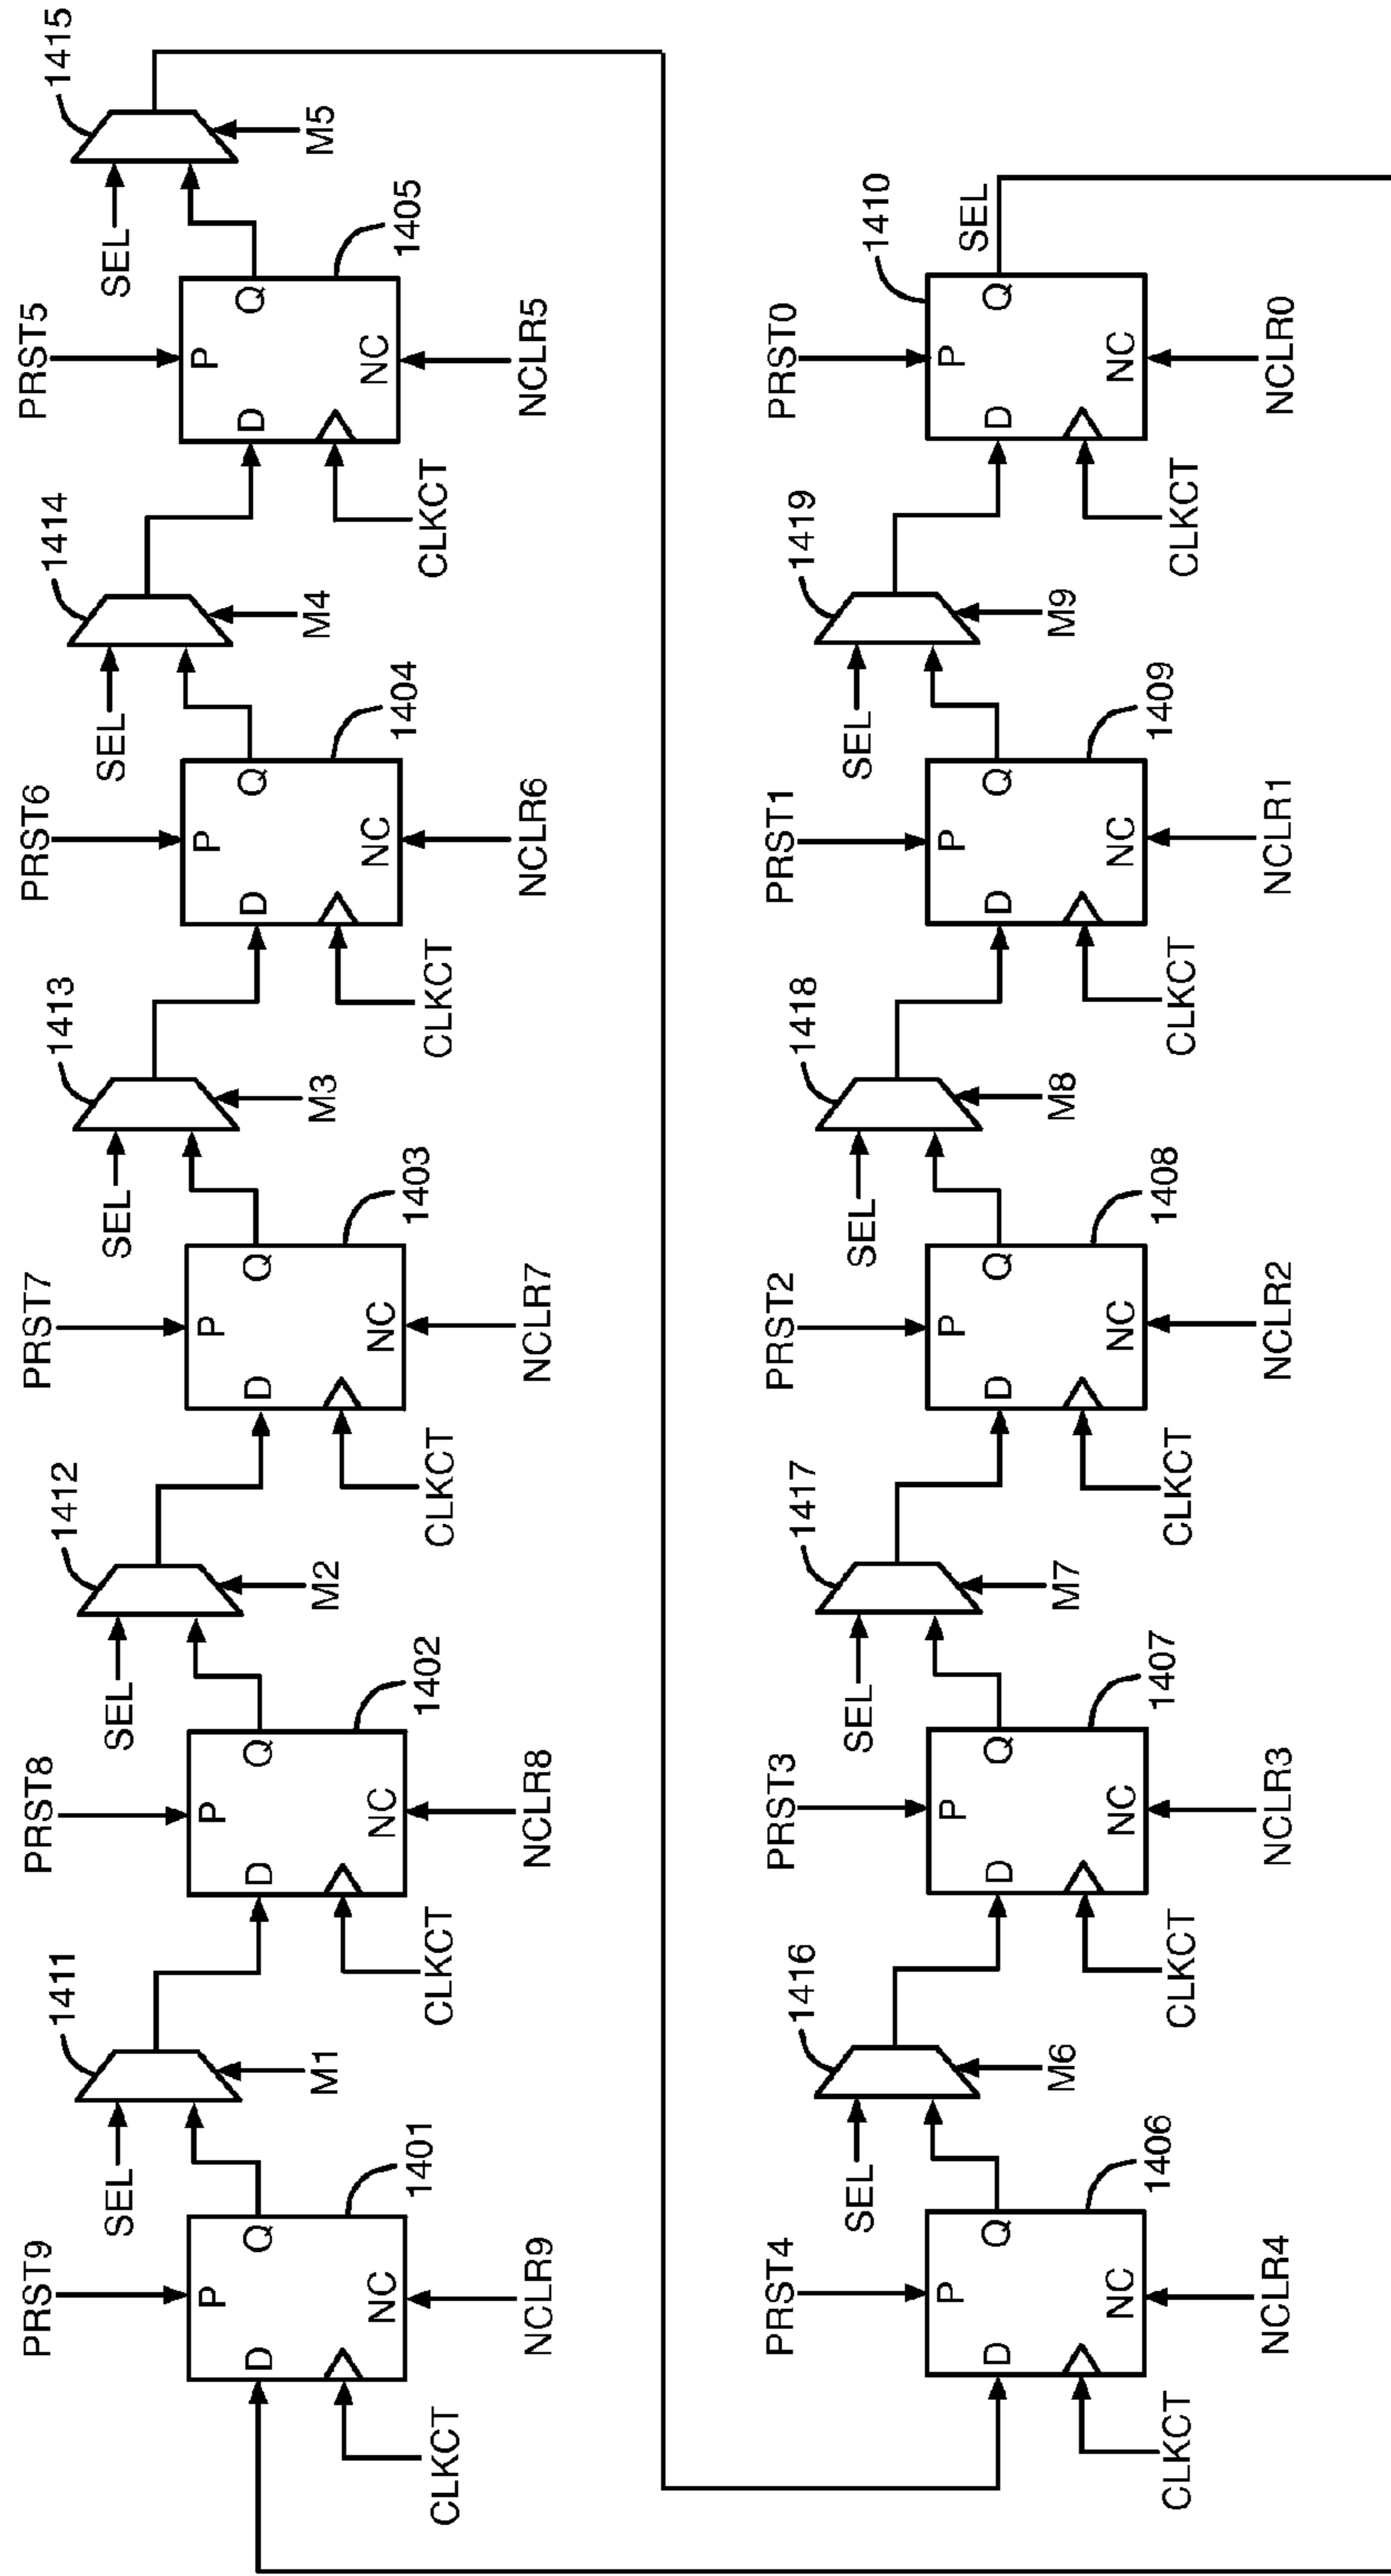 PRST9
1401
D
P
Q
NC
CLKCT
NCLR9
SEL
1411
M1
PRST8
1402
D
P
Q
NC
CLKCT
NCLR8
SEL
1412
M2
PRST7
1403
D
P
Q
NC
CLKCT
NCLR7
SEL
1413
M3
PRST6
1404
D
P
Q
NC
CLKCT
NCLR6
SEL
1414
M4
PRST5
1405
D
P
Q
NC
CLKCT
NCLR5
SEL
1415
M5
PRST4
1406
D
P
Q
NC
CLKCT
NCLR4
SEL
1416
M6
PRST3
1407
D
P
Q
NC
CLKCT
NCLR3
SEL
1417
M7
PRST2
1408
D
P
Q
NC
CLKCT
NCLR2
SEL
1418
M8
PRST1
1409
D
P
Q
NC
CLKCT
NCLR1
SEL
1419
M9
PRST0
1410
D
P
Q
NC
CLKCT
NCLR0
SEL